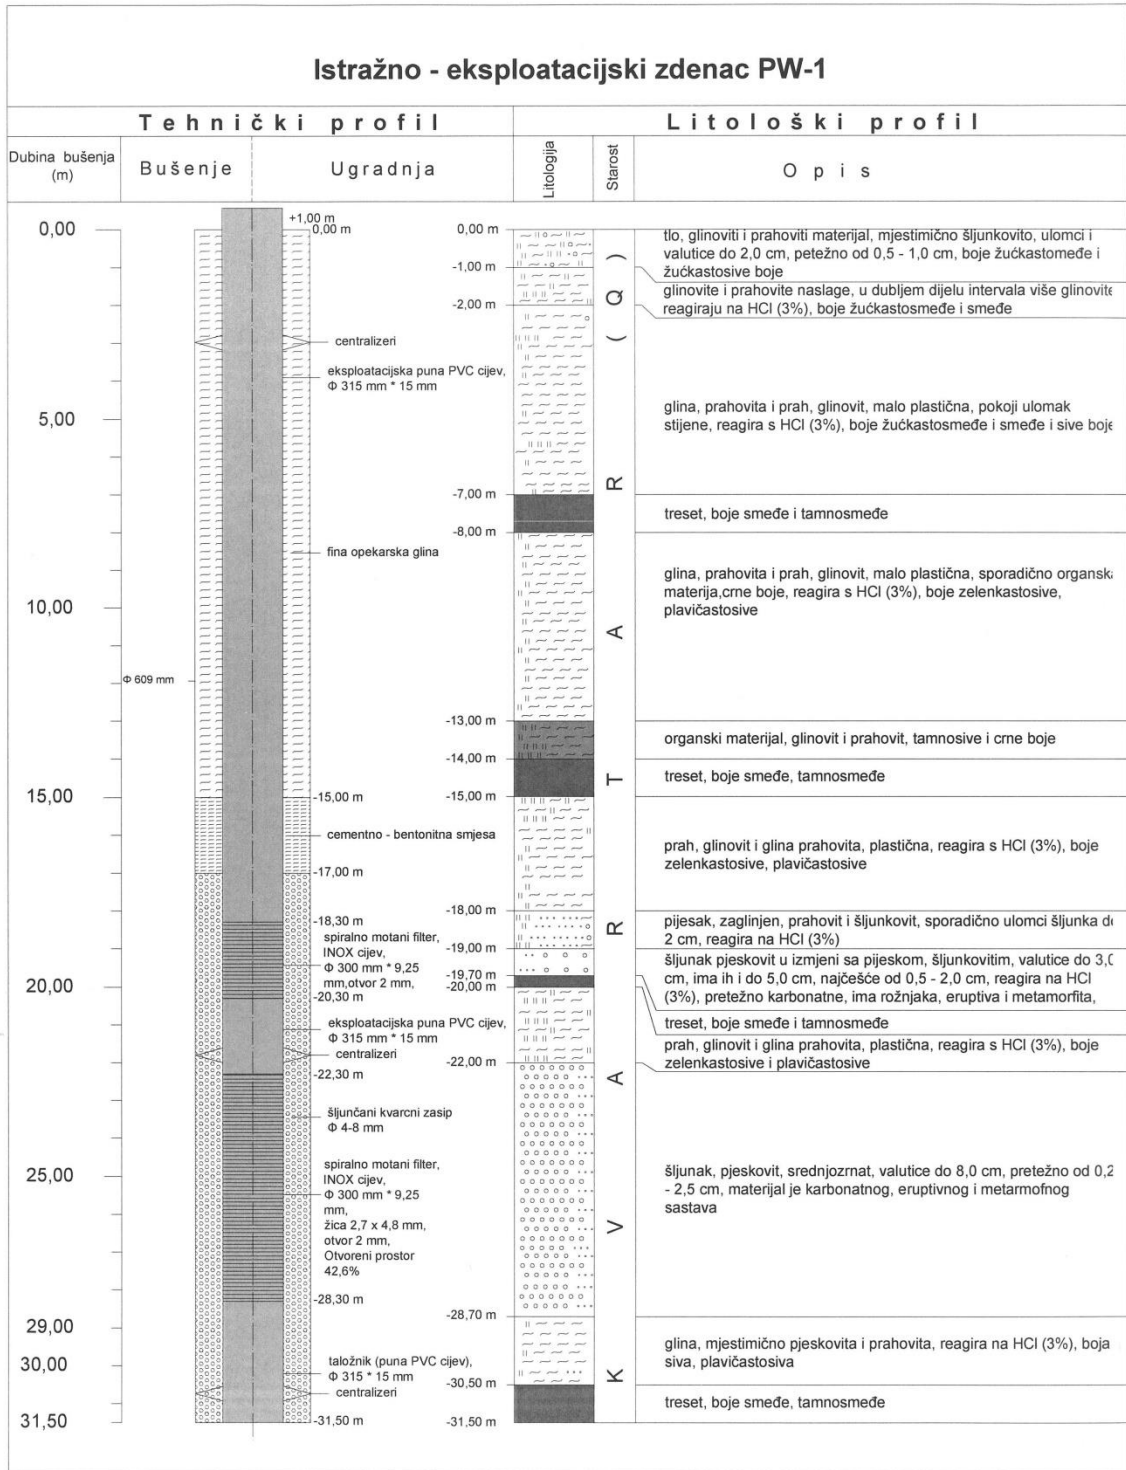 Istražno - eksploatacijski zdenac PW-1
Tehnički profil
Litološki profil
Dubina bušenja
(m)
Bušenje
Ugradnja
Litologija
Starost
Opis
+1,00 m
0,00
0,00 m
0,00 m
-1,00 m
-2,00 m
centralizeri
eksploatacijska puna PVC cijev,
Φ 315 mm * 15 mm
5,00
-7,00 m
-8,00 m
fina opekarska glina
10,00
Φ 609 mm
-13,00 m
-14,00 m
15,00
-15,00 m
-15,00 m
cementno - bentonitna smjesa
-17,00 m
-18,00 m
-18,30 m
spiralno motani filter,
INOX cijev,
Φ 300 mm * 9,25
mm,otvor 2 mm,
-19,00 m
-19,70 m
20,00
-20,00 m
-20,30 m
eksploatacijska puna PVC cijev,
Φ 315 mm * 15 mm
centralizeri
-22,00 m
-22,30 m
šljunčani kvarcni zasip
Φ 4-8 mm
25,00
spiralno motani filter,
INOX cijev,
Φ 300 mm * 9,25
mm,
žica 2,7 x 4,8 mm,
otvor 2 mm,
Otvoreni prostor
42,6%
-28,30 m
-28,70 m
29,00
30,00
taložnik (puna PVC cijev),
Φ 315 * 15 mm
centralizeri
-30,50 m
31,50
-31,50 m
-31,50 m
K V A R T A R ( Q )
tlo, glinoviti i prahoviti materijal, mjestimično šljunkovito, ulomci i
valutice do 2,0 cm, petežno od 0,5 - 1,0 cm, boje žućkastomeđe i
žućkastosive boje
glinovite i prahovite naslage, u dubljem dijelu intervala više glinovite
reagiraju na HCl (3%), boje žućkastosmeđe i smeđe
glina, prahovita i prah, glinovit, malo plastična, pokoji ulomak
stijene, reagira s HCl (3%), boje žućkastosmeđe i smeđe i sive boje
treset, boje smeđe i tamnosmeđe
glina, prahovita i prah, glinovit, malo plastična, sporadično organska
materija,crne boje, reagira s HCl (3%), boje zelenkastosive,
plavičastosive
organski materijal, glinovit i prahovit, tamnosive i crne boje
treset, boje smeđe, tamnosmeđe
prah, glinovit i glina prahovita, plastična, reagira s HCl (3%), boje
zelenkastosive, plavičastosive
pijesak, zaglinjen, prahovit i šljunkovit, sporadično ulomci šljunka do
2 cm, reagira na HCl (3%)
šljunak pjeskovit u izmjeni sa pijeskom, šljunkovitim, valutice do 3,0
cm, ima ih i do 5,0 cm, najčešće od 0,5 - 2,0 cm, reagira na HCl
(3%), pretežno karbonatne, ima rožnjaka, eruptiva i metamorfita,
treset, boje smeđe i tamnosmeđe
prah, glinovit i glina prahovita, plastična, reagira s HCl (3%), boje
zelenkastosive i plavičastosive
šljunak, pjeskovit, srednjozrnat, valutice do 8,0 cm, pretežno od 0,2
- 2,5 cm, materijal je karbonatnog, eruptivnog i metarmofnog
sastava
glina, mjestimično pjeskovita i prahovita, reagira na HCl (3%), boja
siva, plavičastosiva
treset, boje smeđe, tamnosmeđe